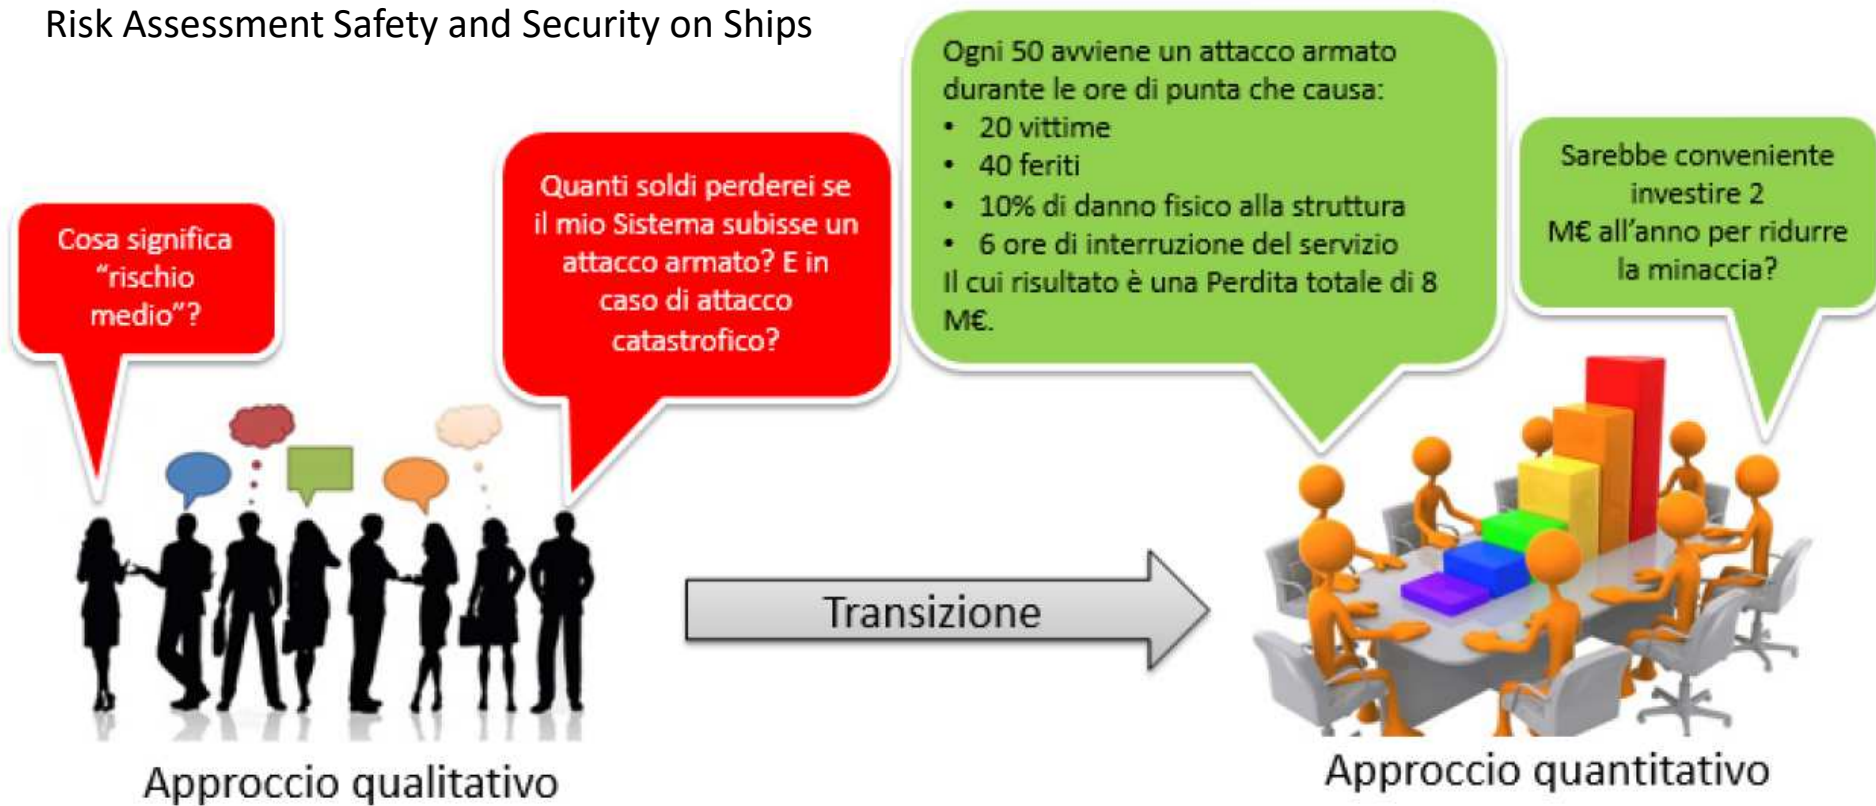 Risk Assessment Safety and Security on Ships
Cosa significa
“rischio
medio”?
Quanti soldi perderei se
il mio Sistema subisse un
attacco armato? E in
caso di attacco
catastrofico?
Ogni 50 avviene un attacco armato
durante le ore di punta che causa:
• 20 vittime
• 40 feriti
• 10% di danno fisico alla struttura
• 6 ore di interruzione del servizio
Il cui risultato è una Perdita totale di 8
M€.
Sarebbe conveniente
investire 2
M€ all’anno per ridurre
la minaccia?
Transizione
Approccio qualitativo
Approccio quantitativo